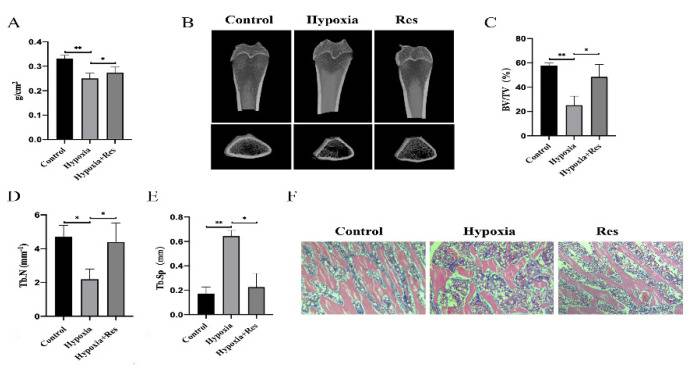 A
g/cm²
0.4
0.3
0.2
0.1
0.0
**
*
Control
Hypoxia
Hypoxia+Res
B
Control Hypoxia Res
C
BV/TV (%)
80
60
40
20
0
**
*
Control
Hypoxia
Hypoxia+Res
D
Tb.N (mm⁻¹)
6
4
2
0
*
*
Control
Hypoxia
Hypoxia+Res
E
Tb.Sp (mm)
0.8
0.6
0.4
0.2
0.0
**
*
Control
Hypoxia
Hypoxia+Res
F
Control Hypoxia Res